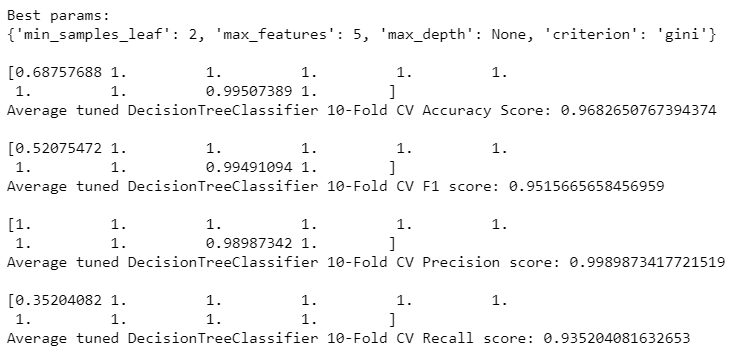 Best params:
{'min_samples_leaf': 2, 'max_features': 5, 'max_depth': None, 'criterion': 'gini'}
[0.68757688 1. 1. 1. 1. 1.
1. 1. 0.99507389 1. ]
Average tuned DecisionTreeClassifier 10-Fold CV Accuracy Score: 0.9682650767394374
[0.52075472 1. 1. 1. 1. 1.
1. 1. 0.99491094 1. ]
Average tuned DecisionTreeClassifier 10-Fold CV F1 score: 0.9515665658456959
[1. 1. 1. 1. 1. 1.
1. 1. 0.98987342 1. ]
Average tuned DecisionTreeClassifier 10-Fold CV Precision score: 0.9989873417721519
[0.35204082 1. 1. 1. 1. 1.
1. 1. 1. 1. ]
Average tuned DecisionTreeClassifier 10-Fold CV Recall score: 0.935204081632653